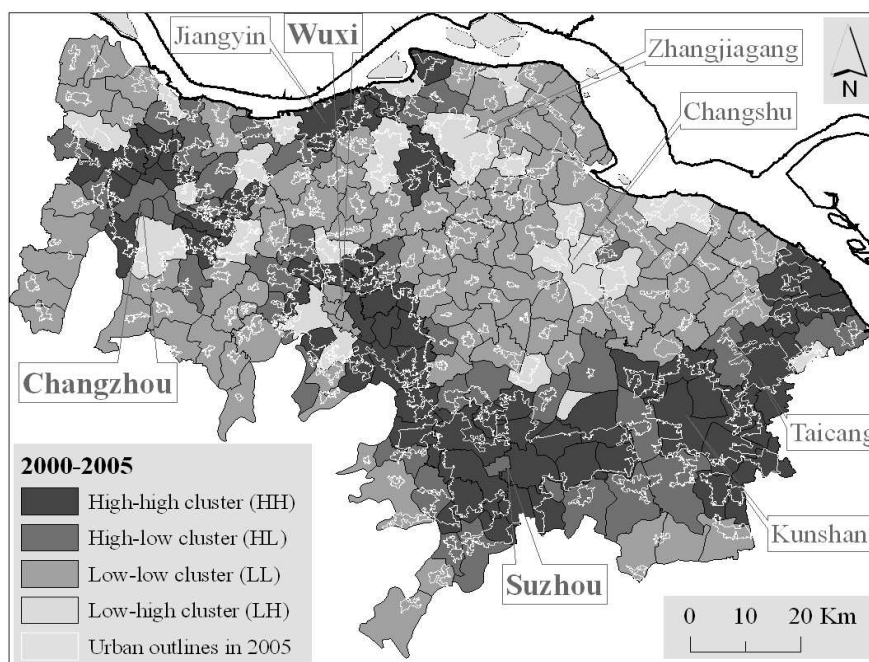 Jiangyin
Wuxi
Zhangjiagang
Changshu
N
Changzhou
Taicang
Kunshan
Suzhou
2000-2005
High-high cluster (HH)
High-low cluster (HL)
Low-low cluster (LL)
Low-high cluster (LH)
Urban outlines in 2005
0 10 20 Km